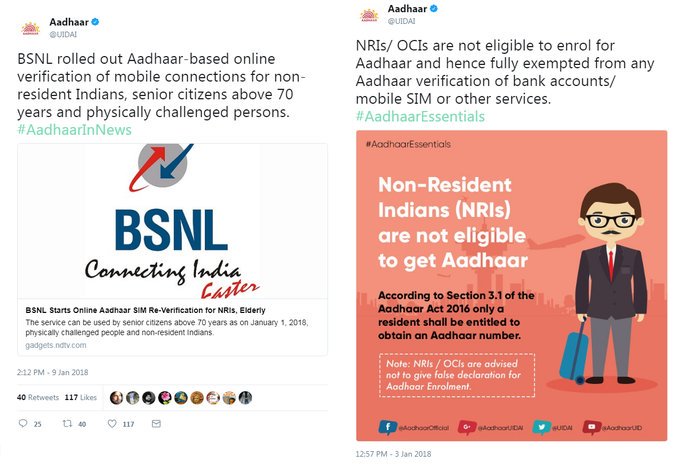 Aadhaar
@UIDAI
BSNL rolled out Aadhaar-based online
verification of mobile connections for non-
resident Indians, senior citizens above 70
years and physically challenged persons.
#AadhaarInNews
BSNL
Connecting India
Faster
BSNL Starts Online Aadhaar SIM Re-Verification for NRIs, Elderly
The service can be used by senior citizens above 70 years as on January 1, 2018,
physically challenged people and non-resident Indians.
gadgets.ndtv.com
2:12 PM - 9 Jan 2018
40 Retweets 117 Likes
25 40 117
Aadhaar
@UIDAI
NRIs/ OCIs are not eligible to enrol for
Aadhaar and hence fully exempted from any
Aadhaar verification of bank accounts/
mobile SIM or other services.
#AadhaarEssentials
#AadhaarEssentials
Non-Resident
Indians (NRIs)
are not eligible
to get Aadhaar
According to Section 3.1 of the
Aadhaar Act 2016 only a
resident shall be entitled to
obtain an Aadhaar number.
Note: NRIs / OCIs are advised
not to give false declaration for
Aadhaar Enrolment.
@AadhaarOfficial @AadhaarUIDAI @UIDAI @AadhaarUIDAI
12:57 PM - 3 Jan 2018